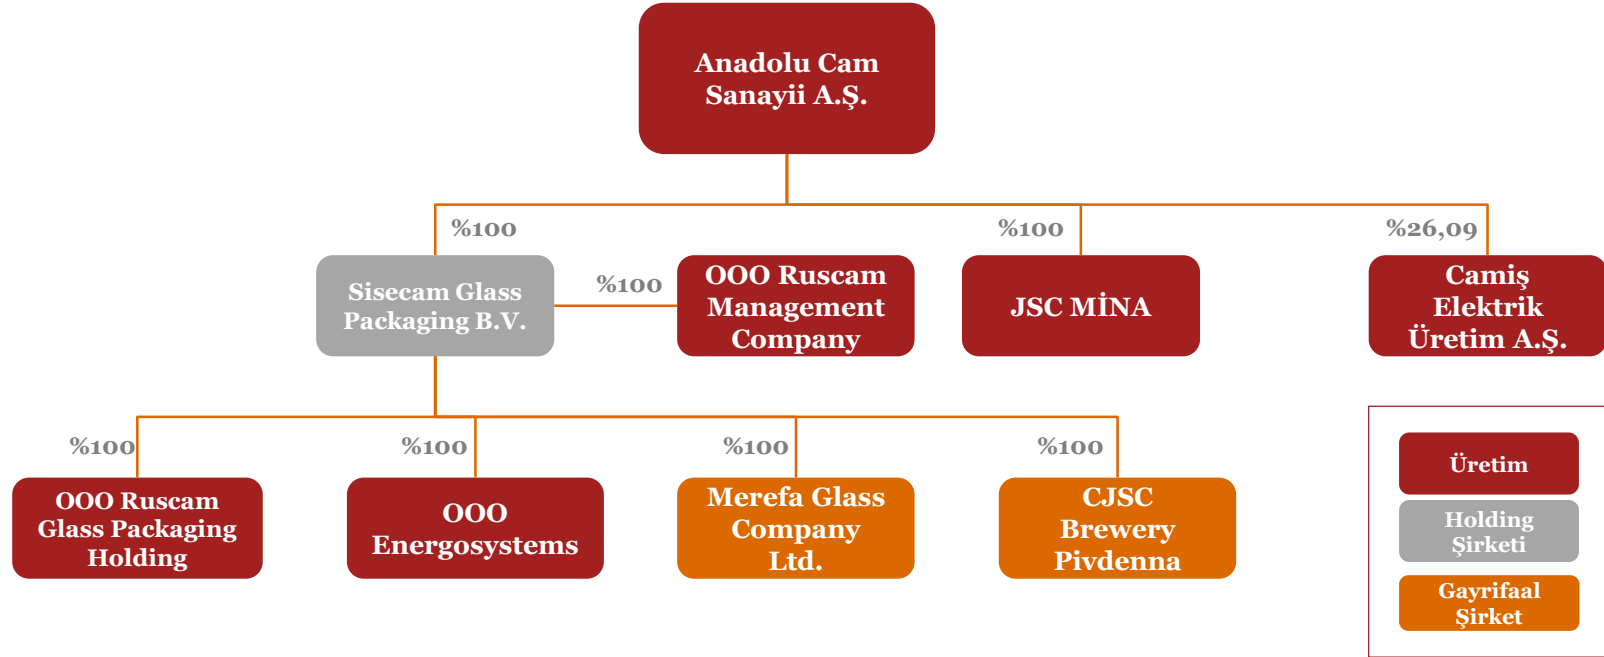 Anadolu Cam
Sanayii A.Ş.
%100
%100
%26,09
Sisecam Glass
Packaging B.V.
%100
OOO Ruscam
Management
Company
JSC MİNA
Camiş
Elektrik
Üretim A.Ş.
%100
%100
%100
%100
OOO Ruscam
Glass Packaging
Holding
OOO
Energosystems
Merefa Glass
Company
Ltd.
CJSC
Brewery
Pivdenna
Üretim
Holding
Şirketi
Gayrifaal
Şirket